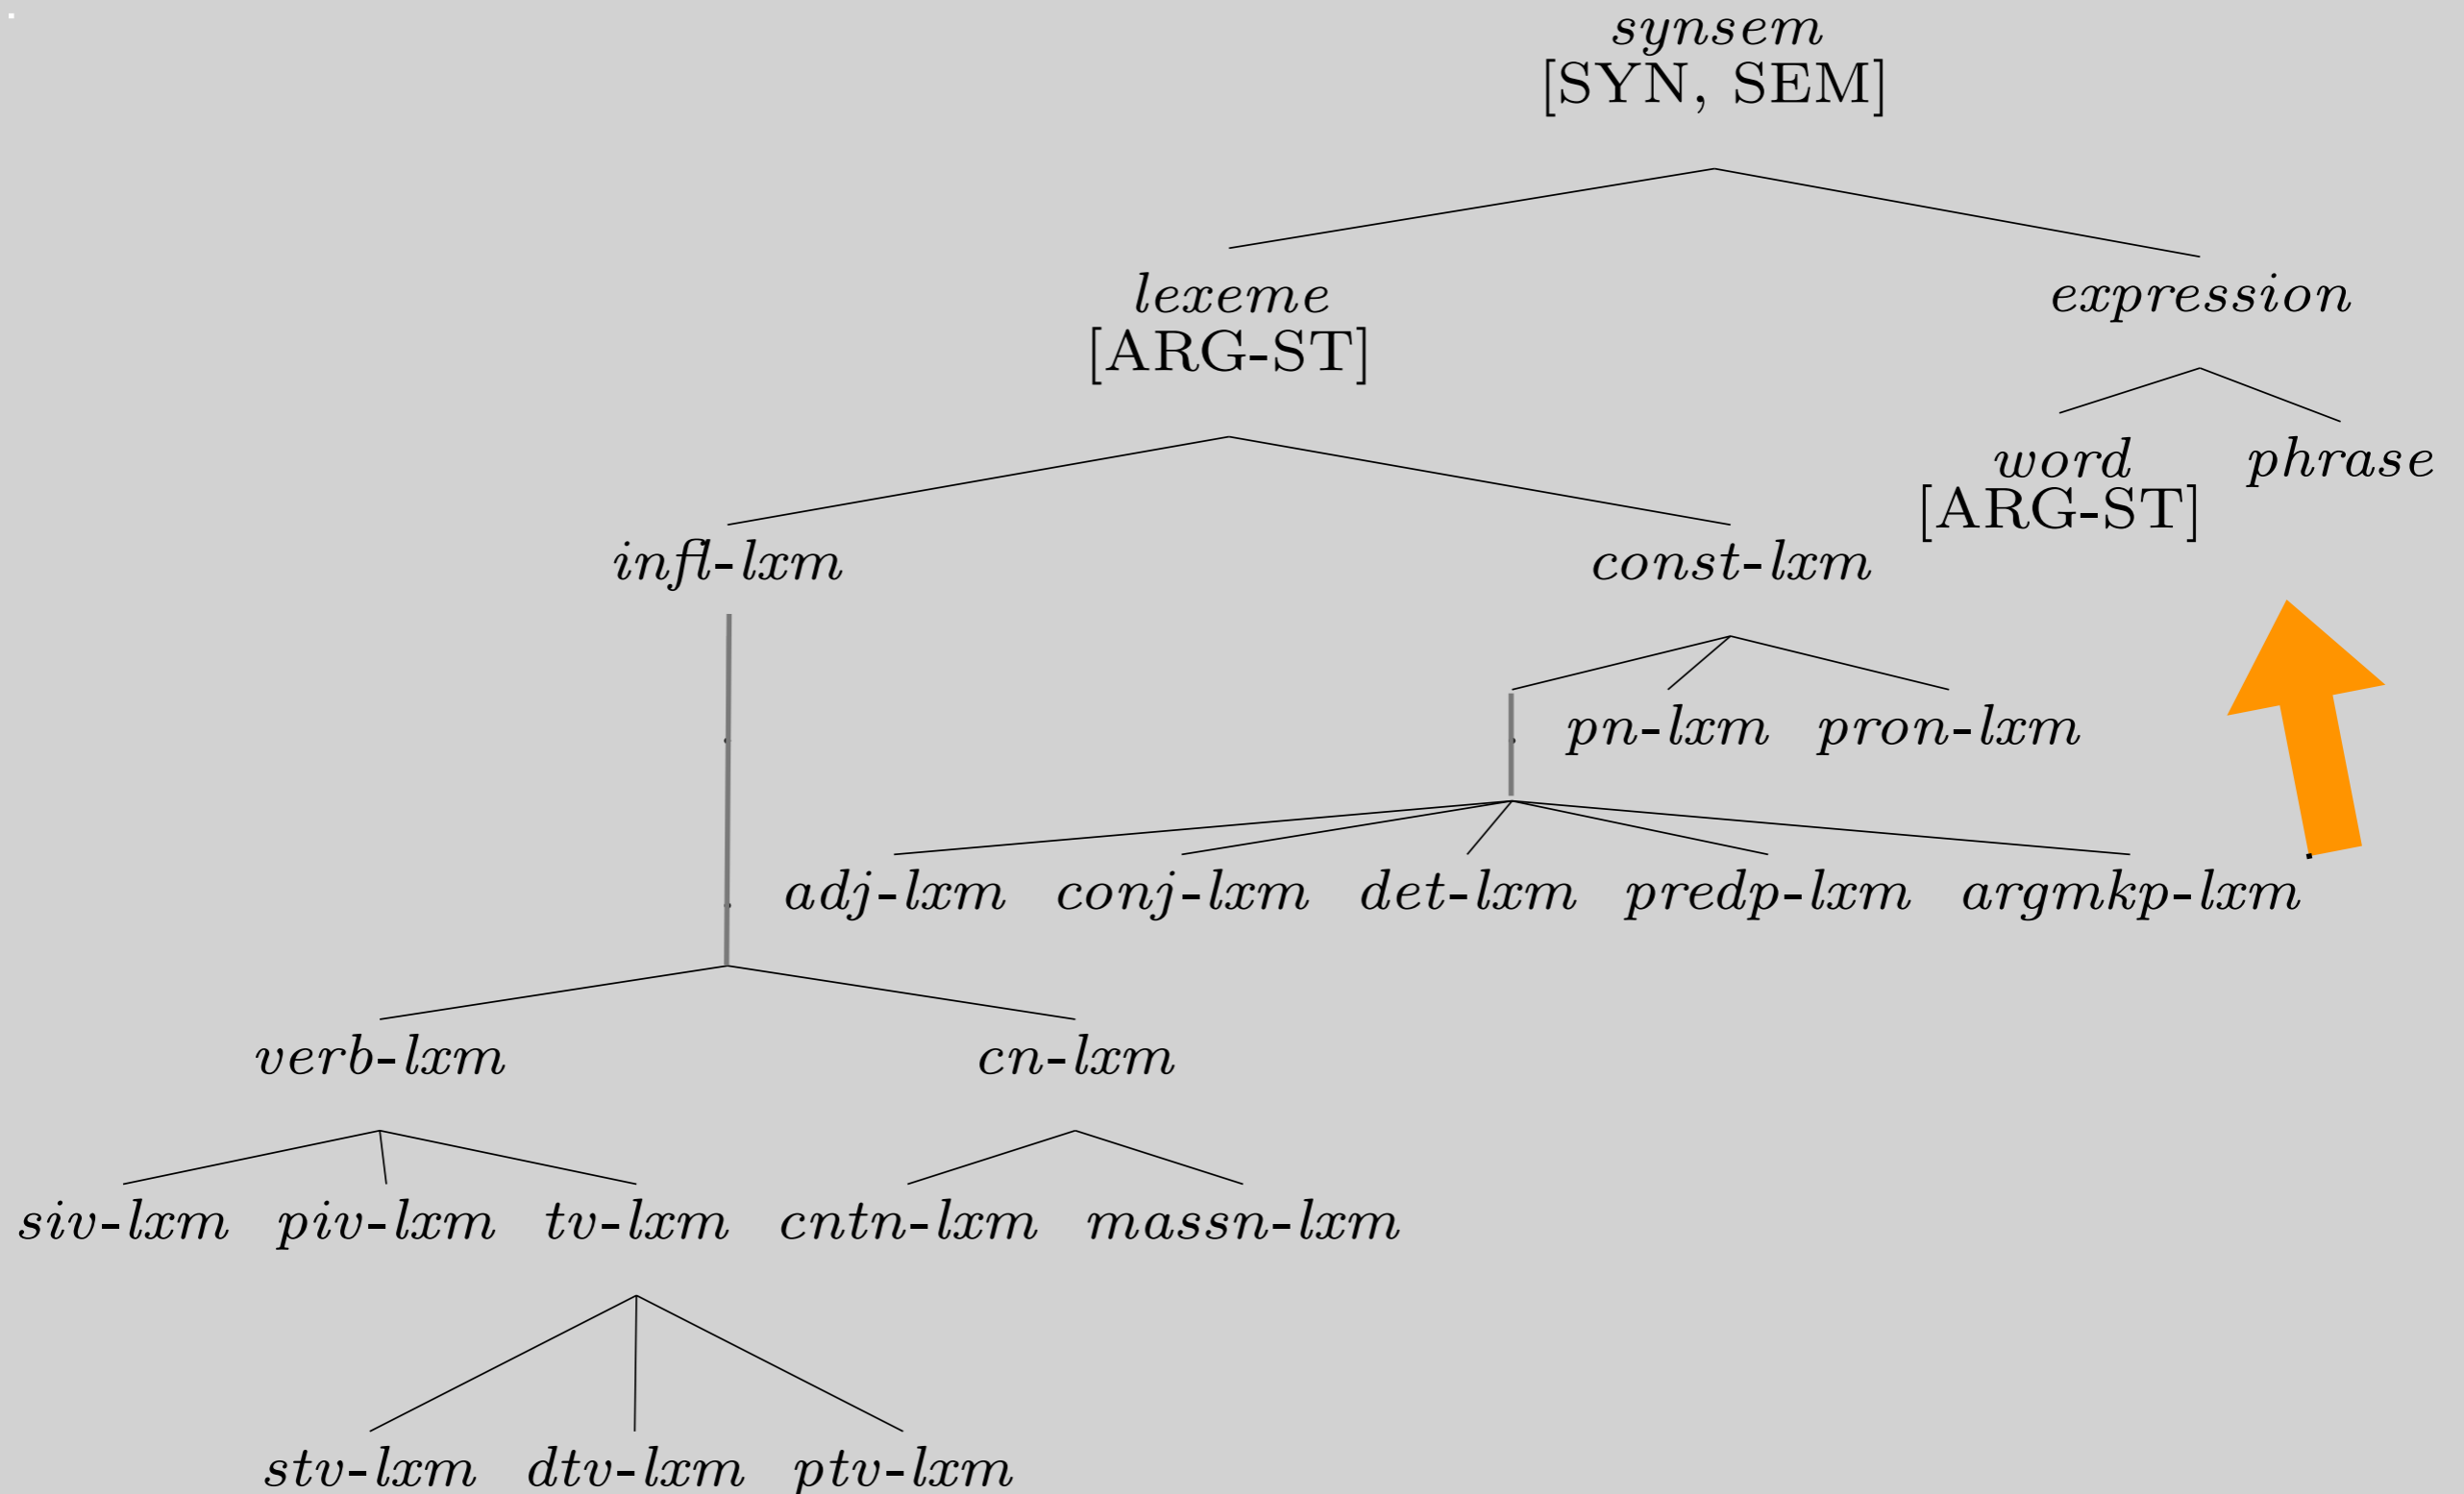 synsem
[SYN, SEM]
lexeme
[ARG-ST]
expression
word
[ARG-ST]
phrase
infl-lxm
const-lxm
pn-lxm pron-lxm
adj-lxm conj-lxm det-lxm predp-lxm argmkp-lxm
verb-lxm cn-lxm
siv-lxm piv-lxm tv-lxm cntn-lxm massn-lxm
stv-lxm dtv-lxm ptv-lxm